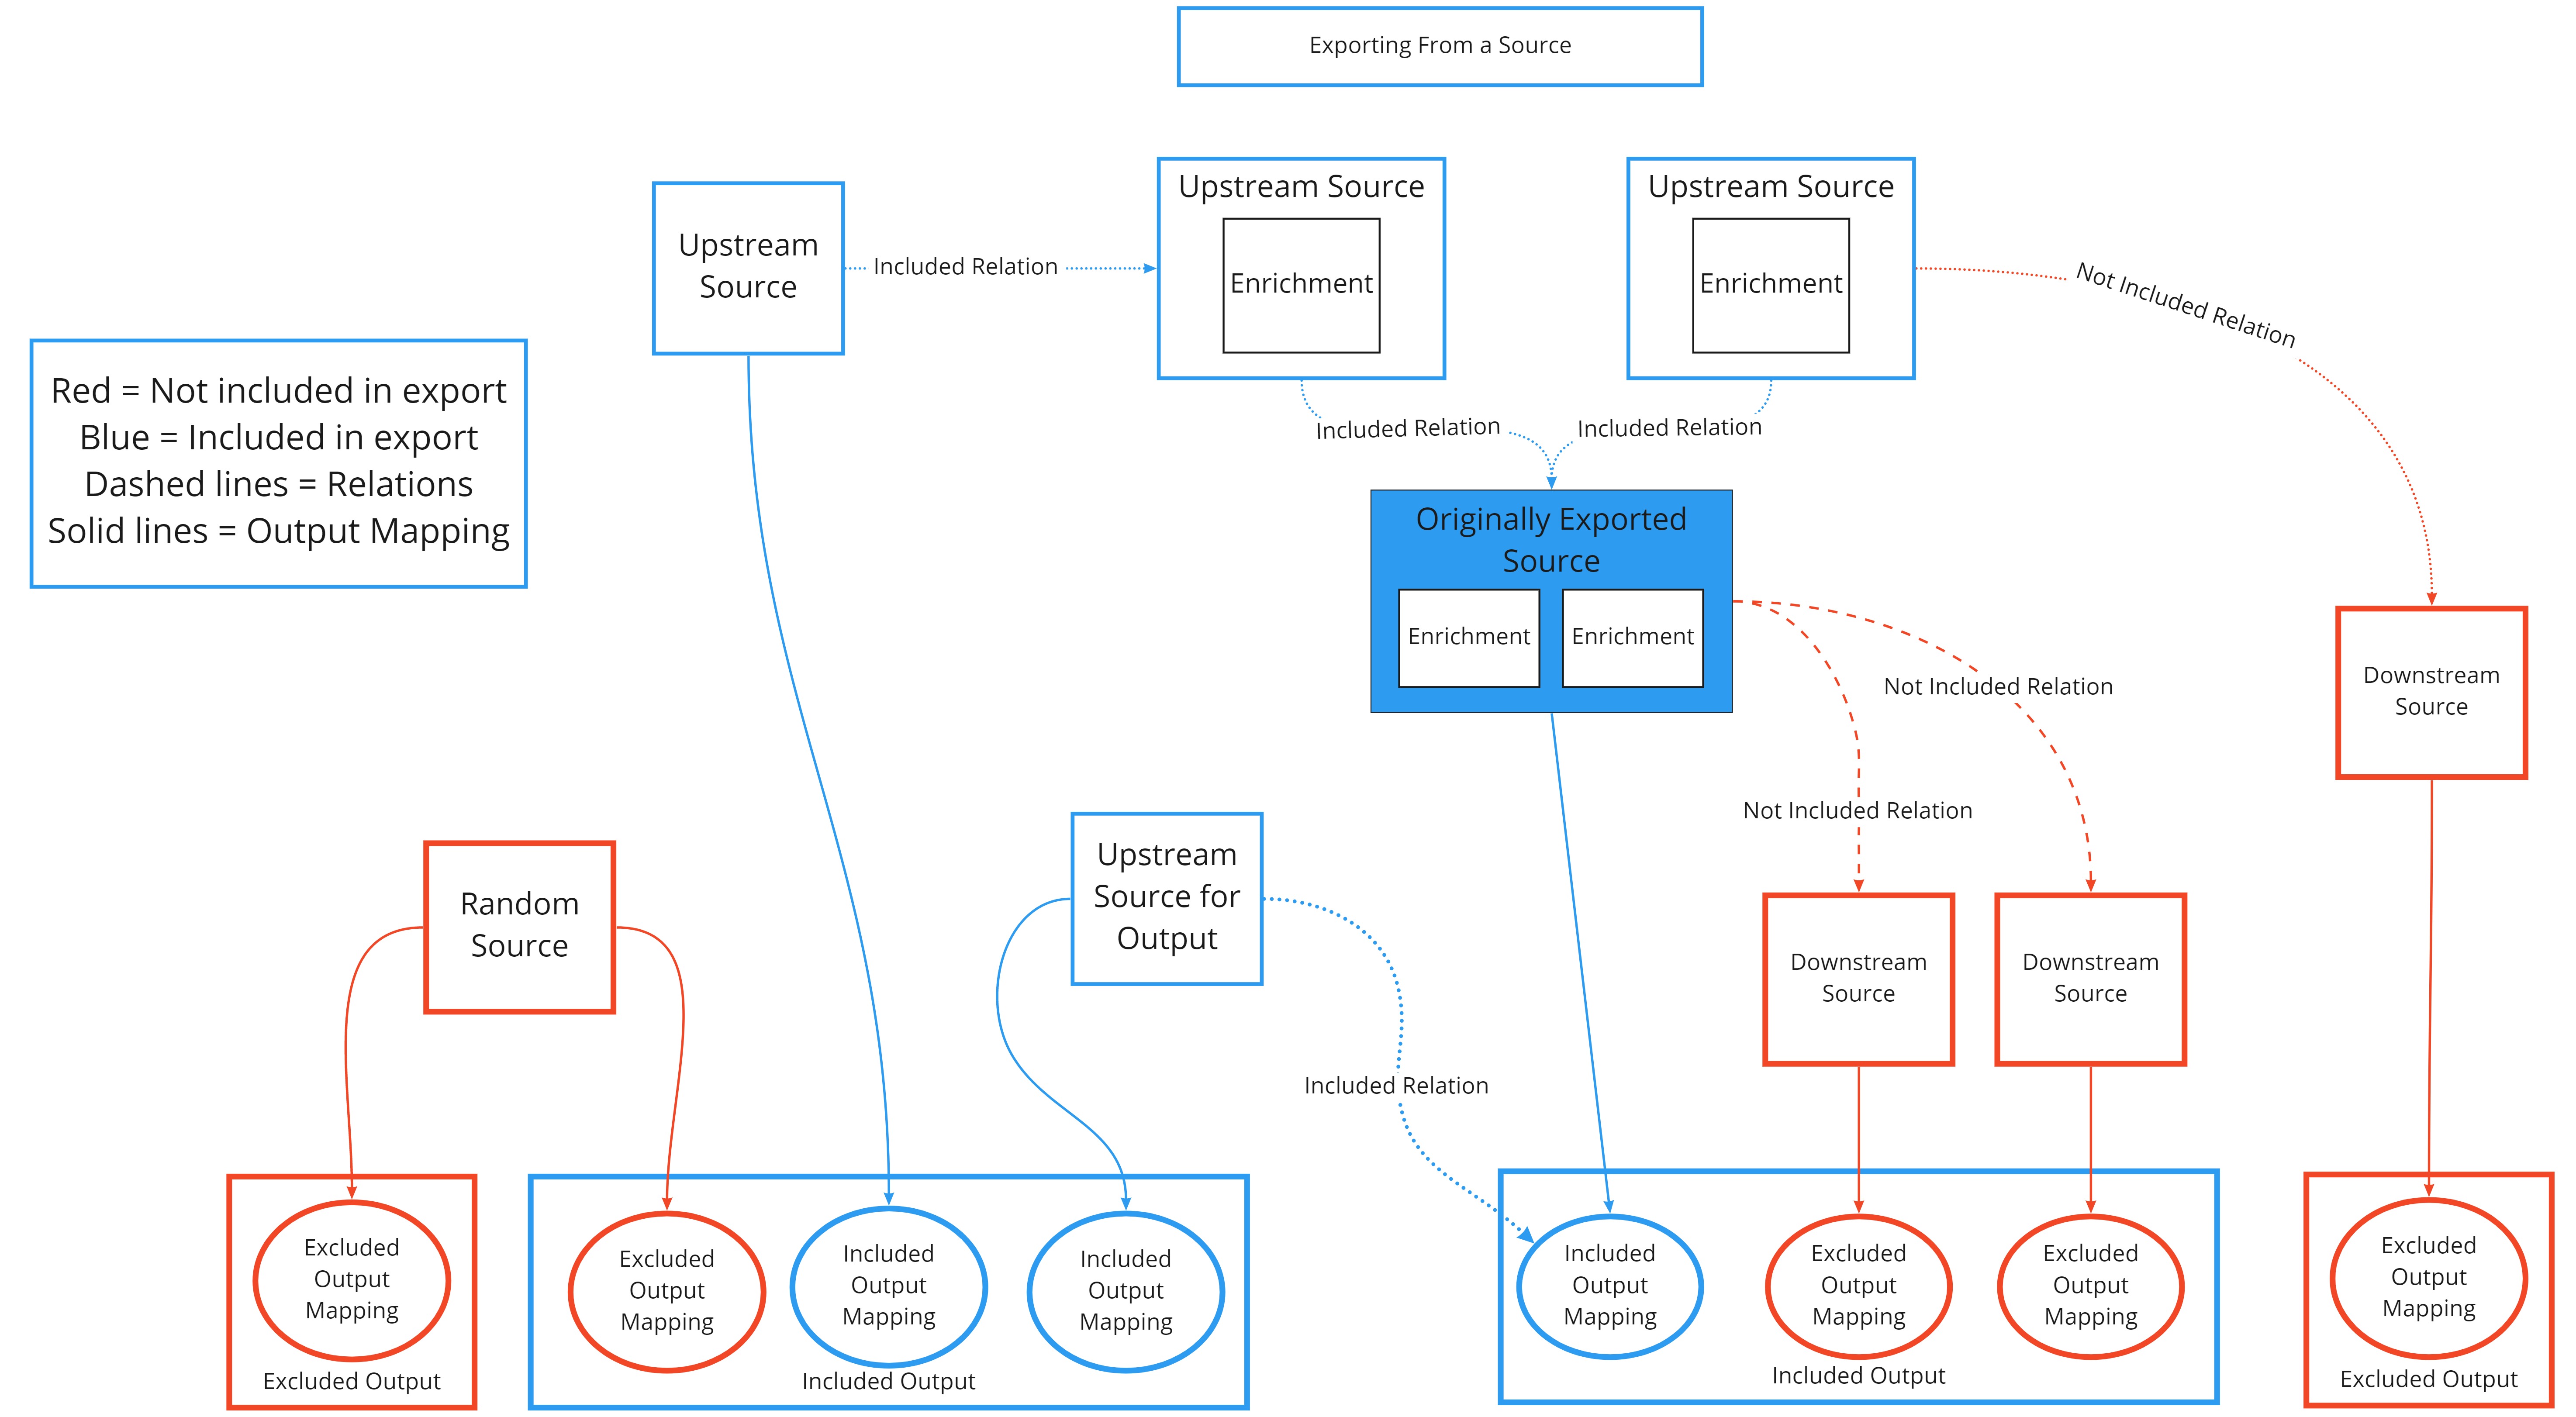 Exporting From a Source
Upstream Source
Upstream Source
Upstream
Source
Included Relation
Enrichment
Enrichment
Not Included Relation
Red = Not included in export
Blue = Included in export
Dashed lines = Relations
Solid lines = Output Mapping
Included Relation
Included Relation
Originally Exported
Source
Enrichment
Enrichment
Not Included Relation
Downstream
Source
Not Included Relation
Random
Source
Upstream
Source for
Output
Downstream
Source
Downstream
Source
Included Relation
Excluded
Output
Mapping
Excluded Output
Excluded
Output
Mapping
Included
Output
Mapping
Included
Output
Mapping
Included Output
Included
Output
Mapping
Excluded
Output
Mapping
Excluded
Output
Mapping
Included Output
Excluded
Output
Mapping
Excluded Output